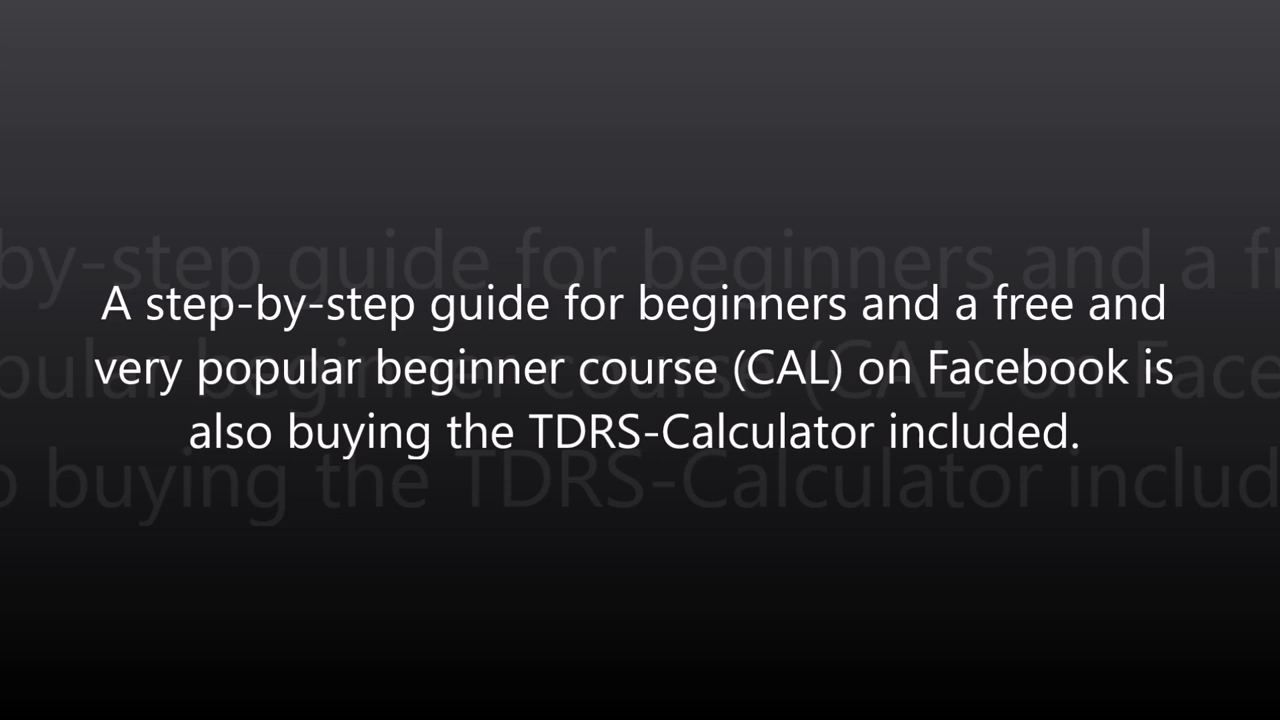 A step-by-step guide for beginners and a free and
very popular beginner course (CAL) on Facebook is
also buying the TDRS-Calculator included.